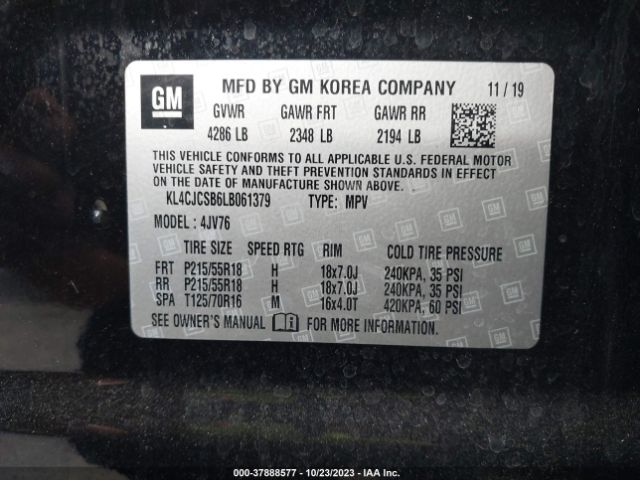 GM MFD BY GM KOREA COMPANY 11/19
GVWR GAWR FRT GAWR RR
4286 LB 2348 LB 2194 LB
THIS VEHICLE CONFORMS TO ALL APPLICABLE U.S. FEDERAL MOTOR
VEHICLE SAFETY AND THEFT PREVENTION STANDARDS IN EFFECT
ON THE DATE OF MANUFACTURE SHOWN ABOVE.
KL4CJCSB6LB061379 TYPE: MPV
MODEL: 4JV76
TIRE SIZE SPEED RTG RIM COLD TIRE PRESSURE
FRT P215/55R18 H 18x7.0J 240KPA, 35 PSI
RR P215/55R18 H 18x7.0J 240KPA, 35 PSI
SPA T125/70R16 M 16x4.0T 420KPA, 60 PSI
SEE OWNER'S MANUAL FOR MORE INFORMATION.
000-37888577 - 10/23/2023 - IAA Inc.